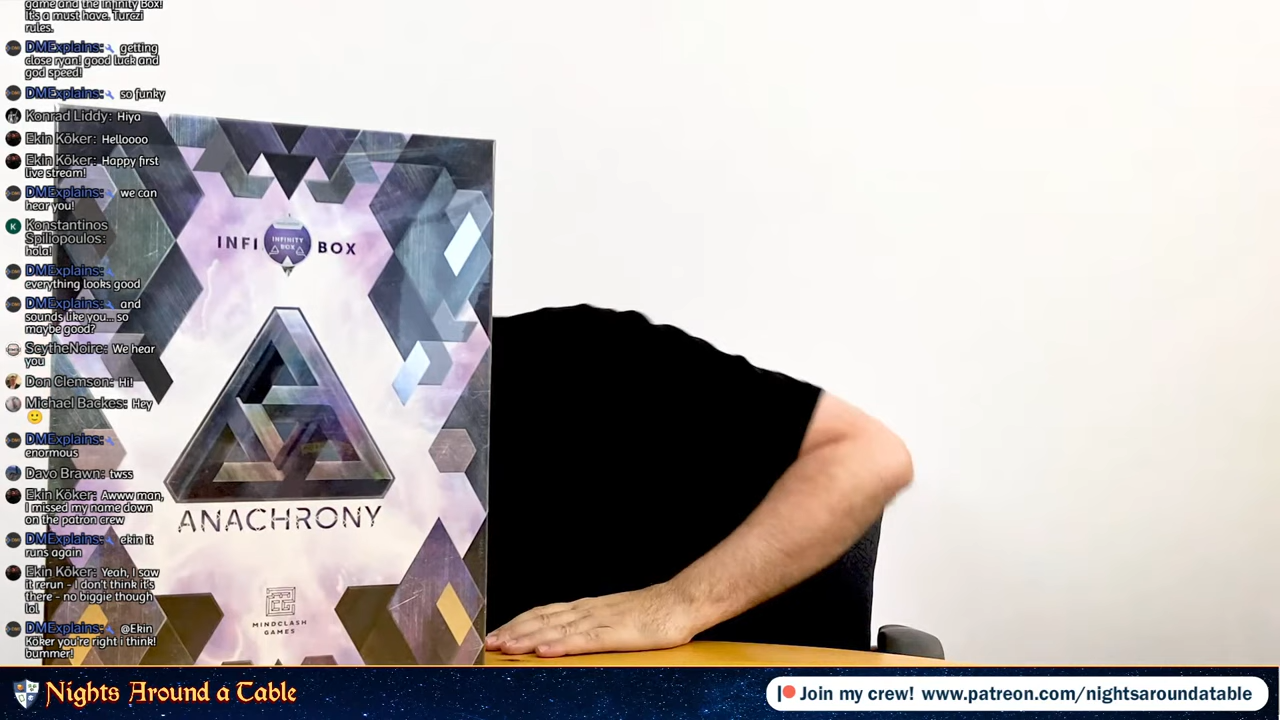 game and the infinity Box!
It's a must have. Turczi
rules.
DMExplains: getting
close ryan! good luck and
god speed!
DMExplains: so funky
Konrad Liddy: Hiya
Ekin Köker: Helloooo
Ekin Köker: Happy first
live stream!
DMExplains: we can
hear you!
Konstantinos
Spiliopoulos:
hola!
DMExplains:
everything looks good
DMExplains: and
sounds like you... so
maybe good?
ScytheNoire: We hear
you
Don Clemson: Hi!
Michael Backes: Hey
🙂
DMExplains:
enormous
Davo Brawn: twss
Ekin Köker: Awww man,
I missed my name down
on the patron crew
DMExplains: ekin it
runs again
Ekin Köker: Yeah, I saw
it rerun - I don't think it's
there - no biggie though
lol
DMExplains: @Ekin
Köker you're right i think!
bummer!
K
INFI INFINITY BOX BOX
ANACHRONY
MINDCLASH
GAMES
Nights Around a Table
Join my crew! www.patreon.com/nightsaroundatable